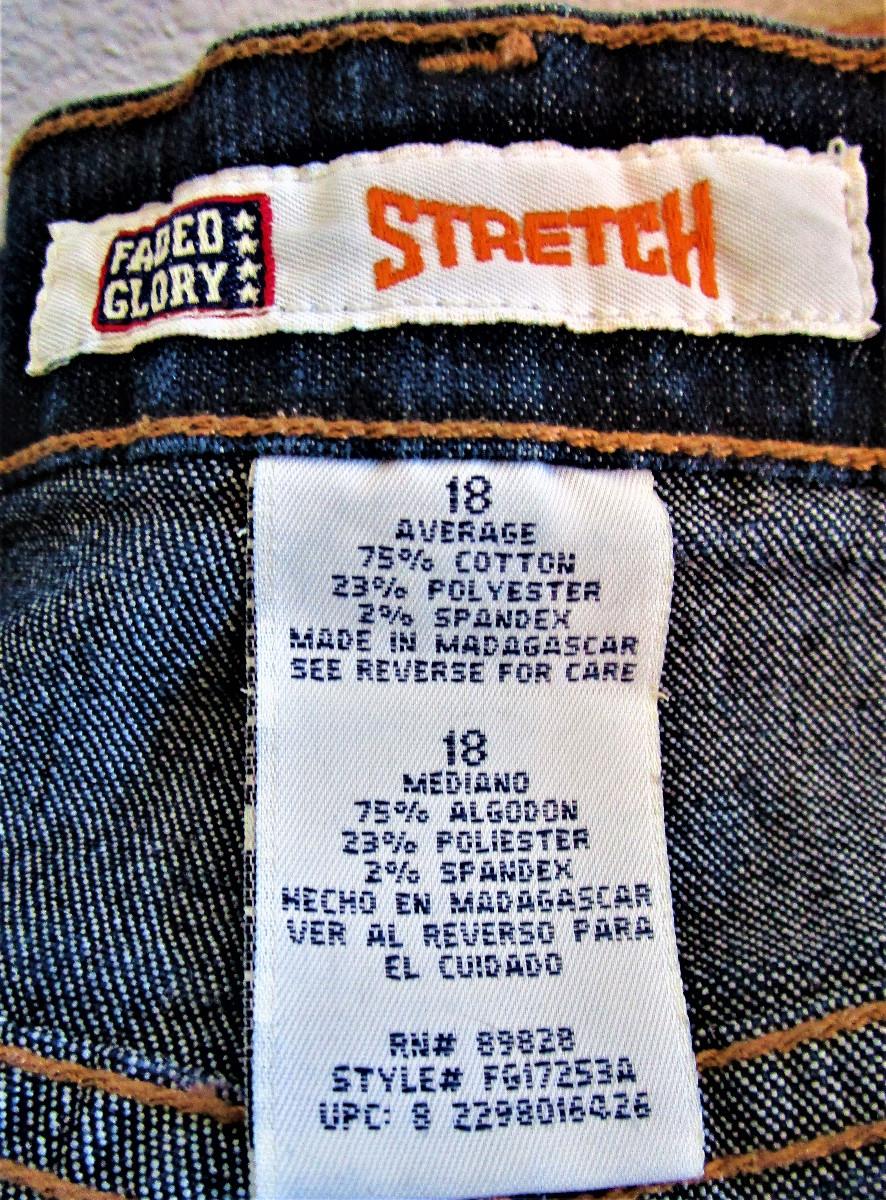 FADED
GLORY
STRETCH
18
AVERAGE
75% COTTON
23% POLYESTER
2% SPANDEX
MADE IN MADAGASCAR
SEE REVERSE FOR CARE
18
MEDIANO
75% ALGODON
23% POLIESTER
2% SPANDEX
HECHO EN MADAGASCAR
VER AL REVERSO PARA
EL CUIDADO
RN# 89828
STYLE# FG17253A
UPC: 8 2298016426